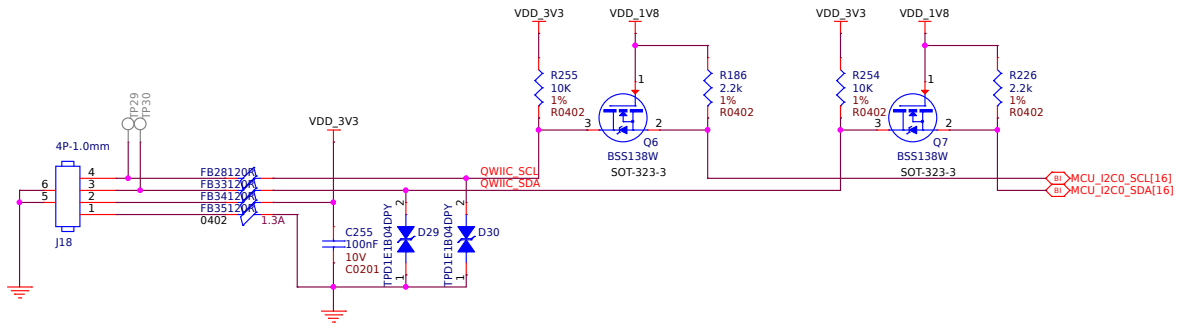 VDD_3V3
VDD_1V8
VDD_3V3
VDD_1V8
R255
10K
1%
R0402
1
3
2
Q6
BSS138W
SOT-323-3
R186
2.2k
1%
R0402
R254
10K
1%
R0402
1
3
2
Q7
BSS138W
SOT-323-3
R226
2.2k
1%
R0402
TP29
TP30
VDD_3V3
4P-1.0mm
6
5
4
3
2
1
J18
FB28120R
FB33120R
FB34120R
FB35120R
0402
1.3A
QWIIC_SCL
QWIIC_SDA
C255
100nF
10V
C0201
TPD1E1B04DPY
2
1
D29
TPD1E1B04DPY
2
1
D30
BI
MCU_I2C0_SCL[16]
BI
MCU_I2C0_SDA[16]